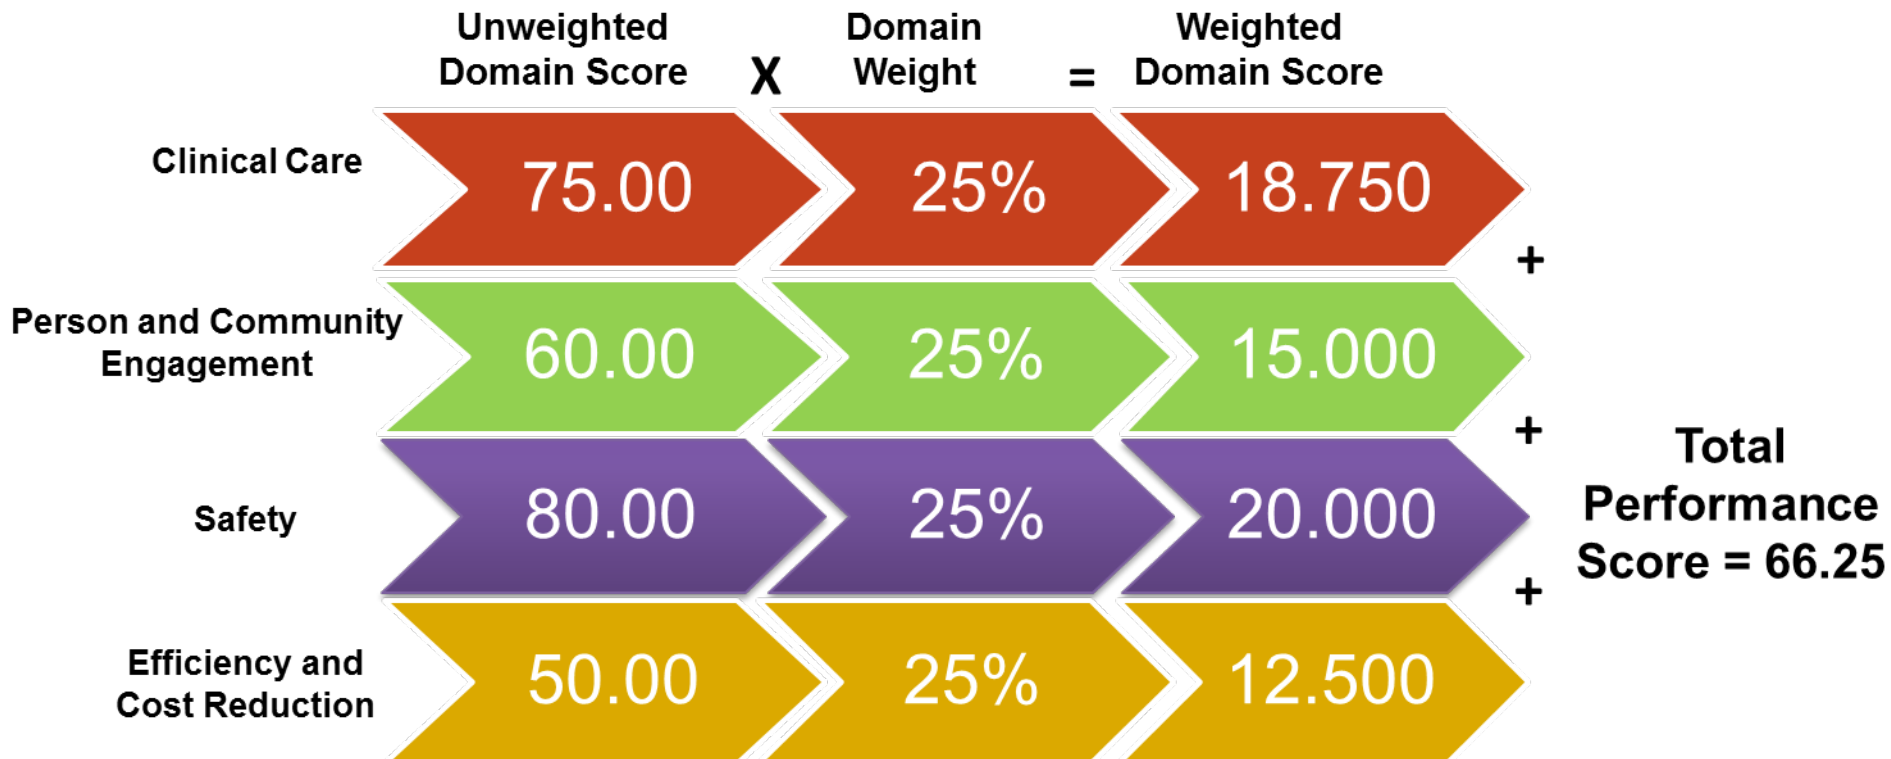 Unweighted
Domain Score
X
Domain
Weight
=
Weighted
Domain Score
Clinical Care
75.00
25%
18.750
+
Person and Community
Engagement
60.00
25%
15.000
+
Safety
80.00
25%
20.000
+
Efficiency and
Cost Reduction
50.00
25%
12.500
Total
Performance
Score = 66.25